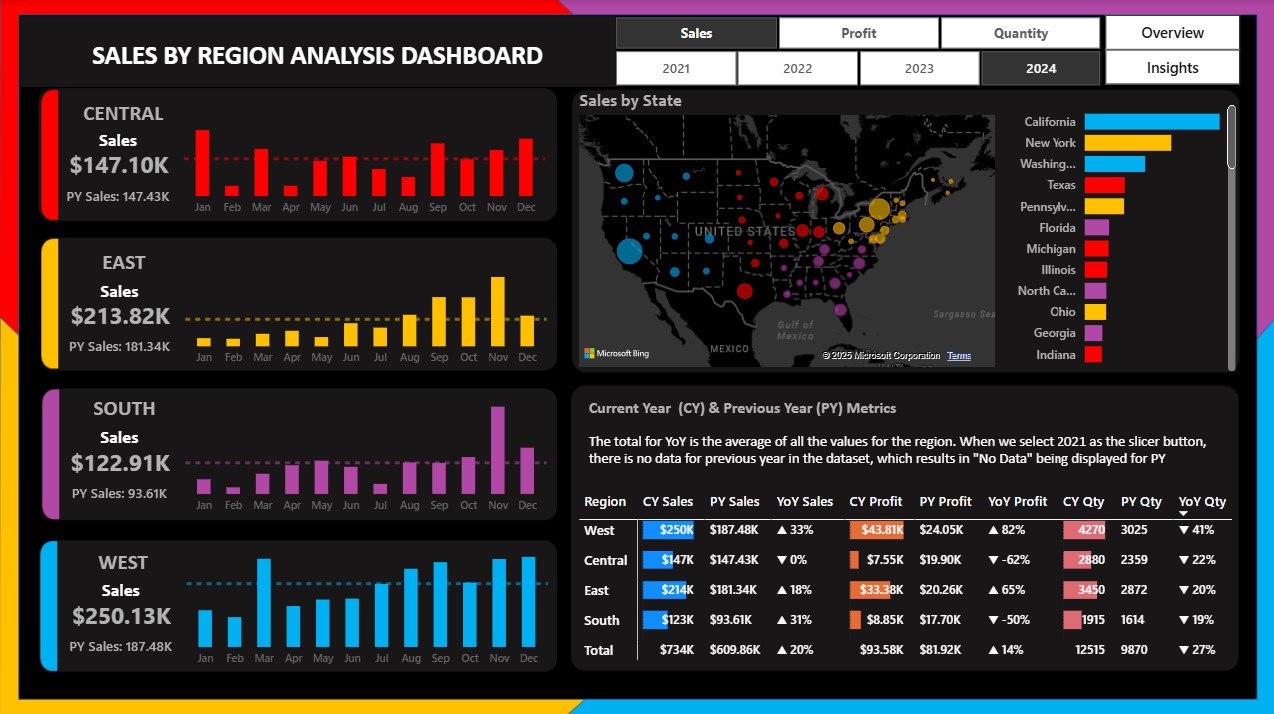 SALES BY REGION ANALYSIS DASHBOARD
Sales Profit Quantity Overview
2021 2022 2023 2024 Insights
CENTRAL
Sales
$147.10K
PY Sales: 147.43K
Jan Feb Mar Apr May Jun Jul Aug Sep Oct Nov Dec
EAST
Sales
$213.82K
PY Sales: 181.34K
Jan Feb Mar Apr May Jun Jul Aug Sep Oct Nov Dec
SOUTH
Sales
$122.91K
PY Sales: 93.61K
Jan Feb Mar Apr May Jun Jul Aug Sep Oct Nov Dec
WEST
Sales
$250.13K
PY Sales: 187.48K
Jan Feb Mar Apr May Jun Jul Aug Sep Oct Nov Dec
Sales by State
UNITED STATES
Gulf of
Mexico
Sargasso Sea
MEXICO
Microsoft Bing
© 2025 Microsoft Corporation Terms
California
New York
Washing...
Texas
Pennsylv...
Florida
Michigan
Illinois
North Ca...
Ohio
Georgia
Indiana
Current Year (CY) & Previous Year (PY) Metrics
The total for YoY is the average of all the values for the region. When we select 2021 as the slicer button,
there is no data for previous year in the dataset, which results in "No Data" being displayed for PY
Region CY Sales PY Sales YoY Sales CY Profit PY Profit YoY Profit CY Qty PY Qty YoY Qty
West $250K $187.48K ▲ 33% $43.81K $24.05K ▲ 82% 4270 3025 ▼ 41%
Central $147K $147.43K ▼ 0% $7.55K $19.90K ▼ -62% 2880 2359 ▼ 22%
East $214K $181.34K ▲ 18% $33.38K $20.26K ▲ 65% 3450 2872 ▼ 20%
South $123K $93.61K ▲ 31% $8.85K $17.70K ▼ -50% 1915 1614 ▼ 19%
Total $734K $609.86K ▲ 20% $93.58K $81.92K ▲ 14% 12515 9870 ▼ 27%